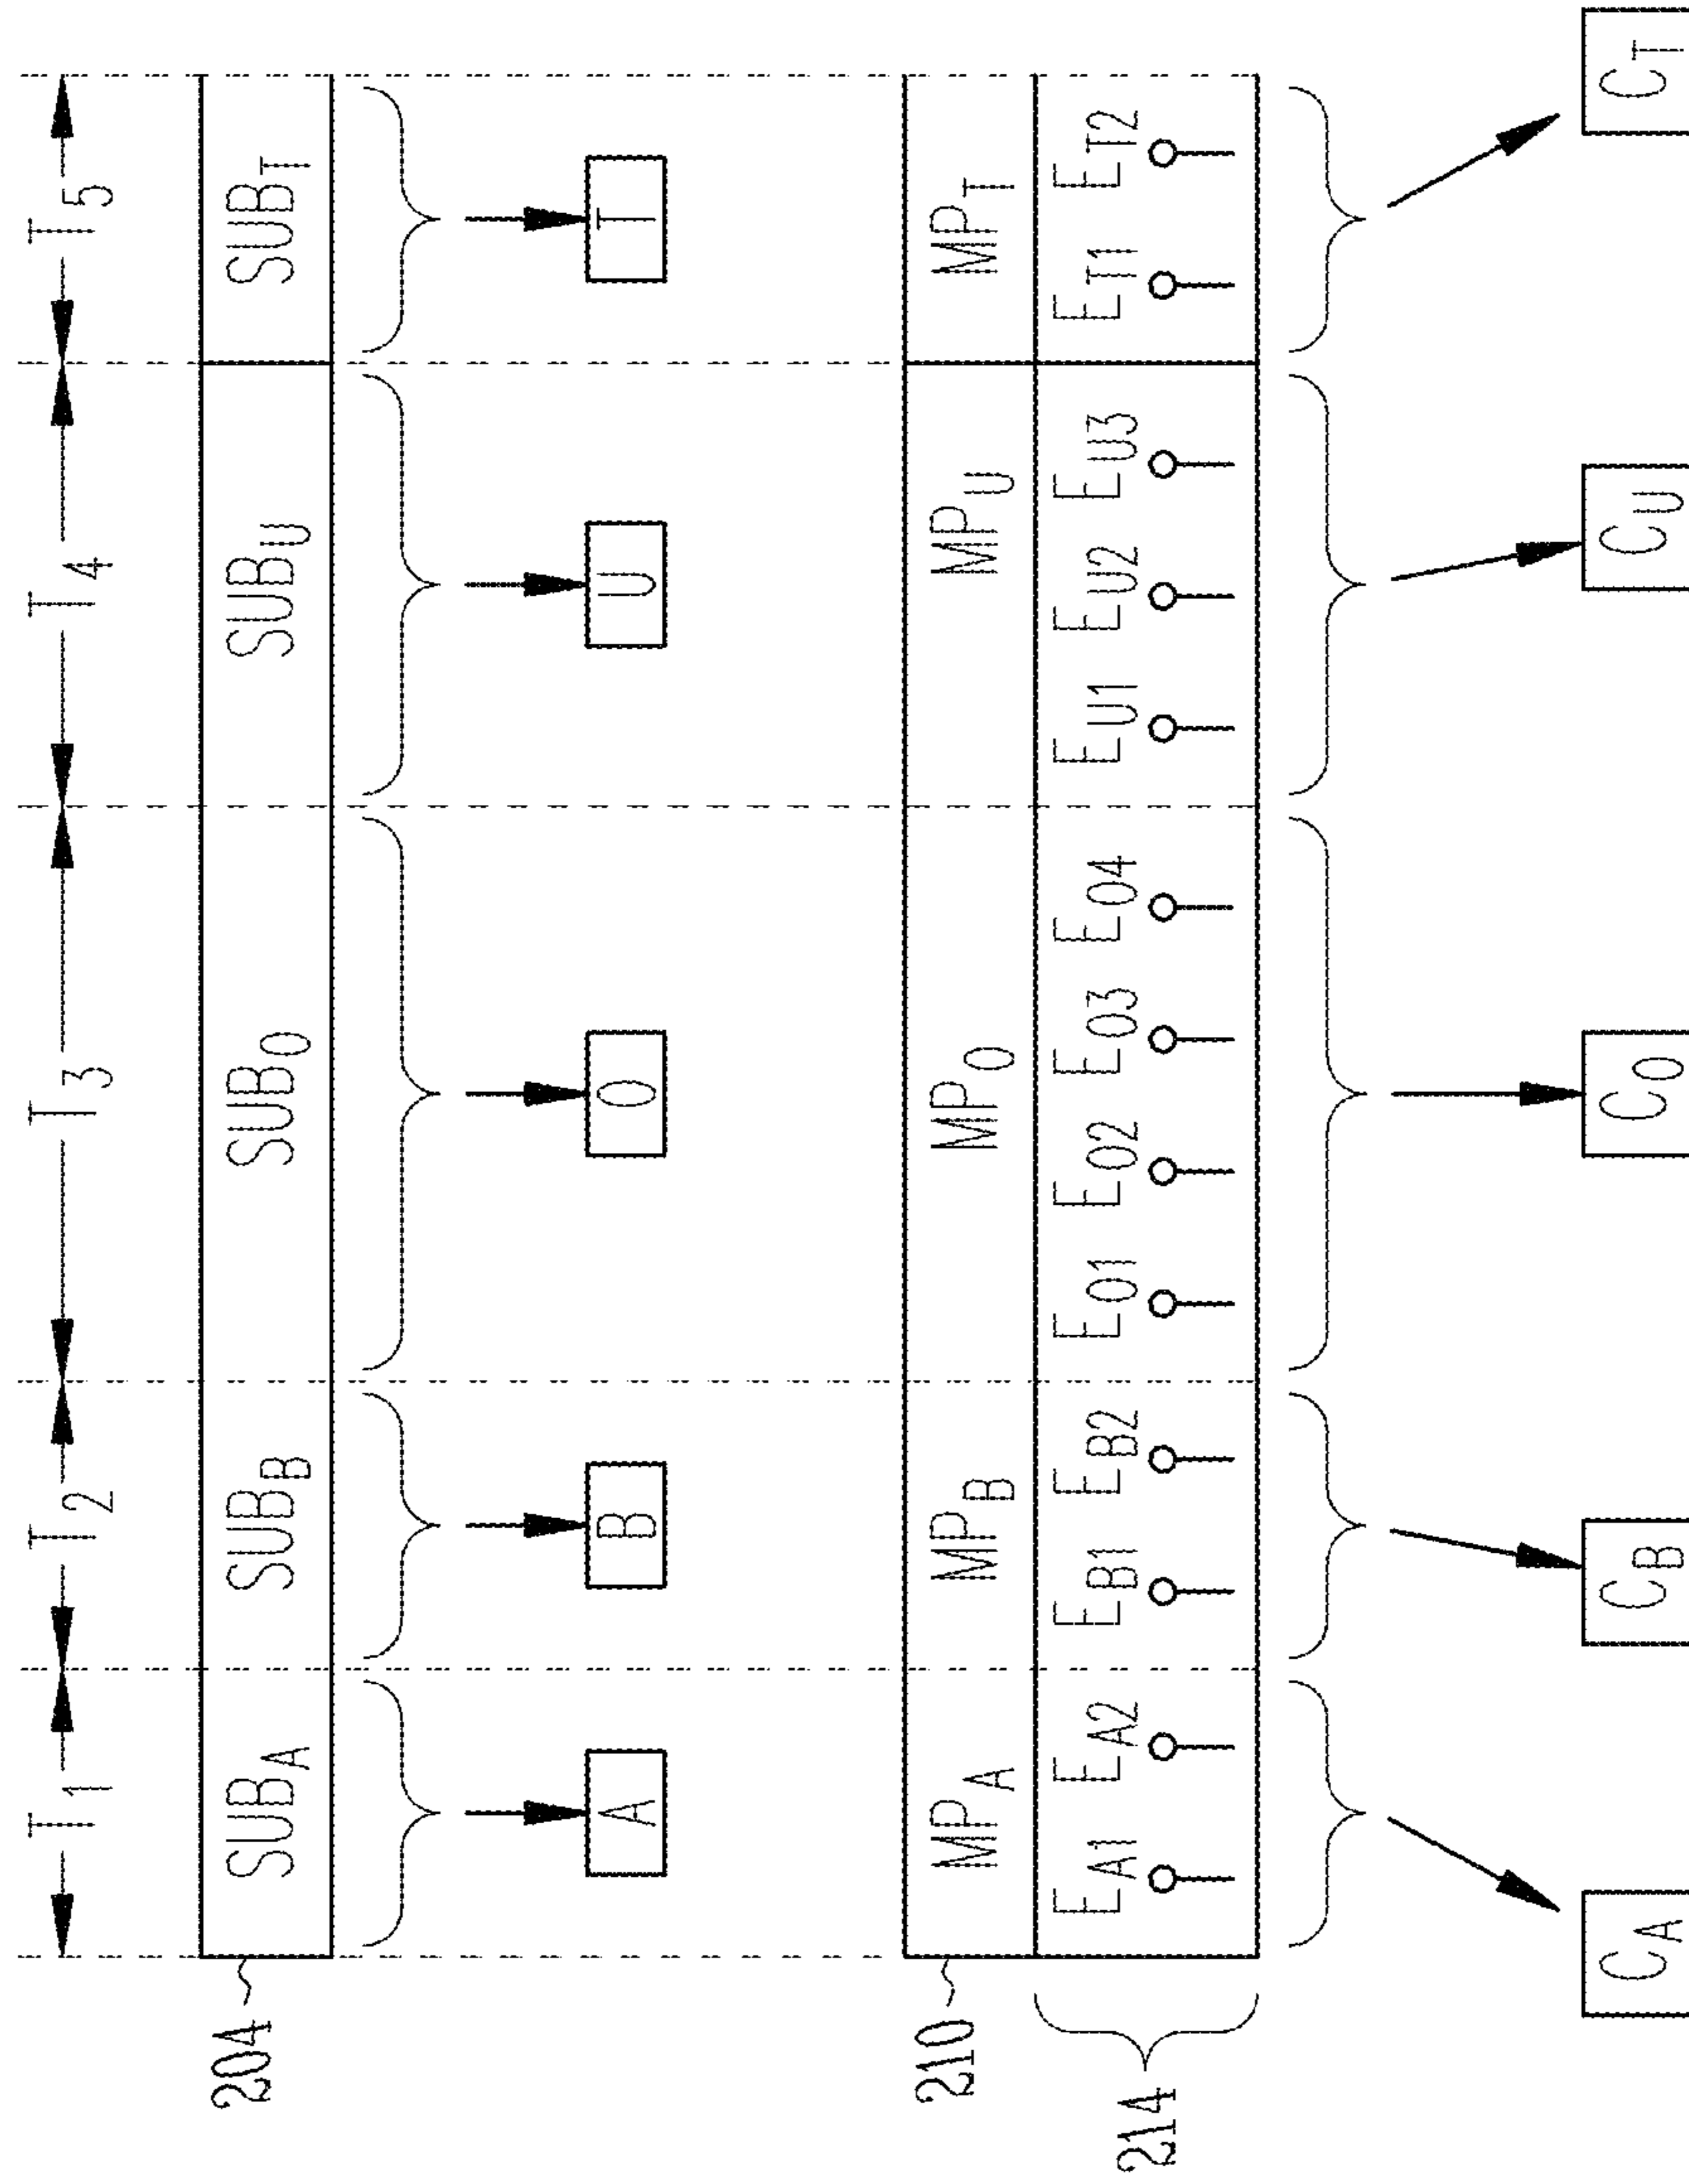 T1 T2 T3 T4 T5
204 SUBA SUBB SUBO SUBU SUBT
A B O U T
210 MPA MPB MPO MPU MPT
214 EA1 EA2 EB1 EB2 EO1 EO2 EO3 EO4 EU1 EU2 EU3 ET1 ET2
CA CB CO CU CT